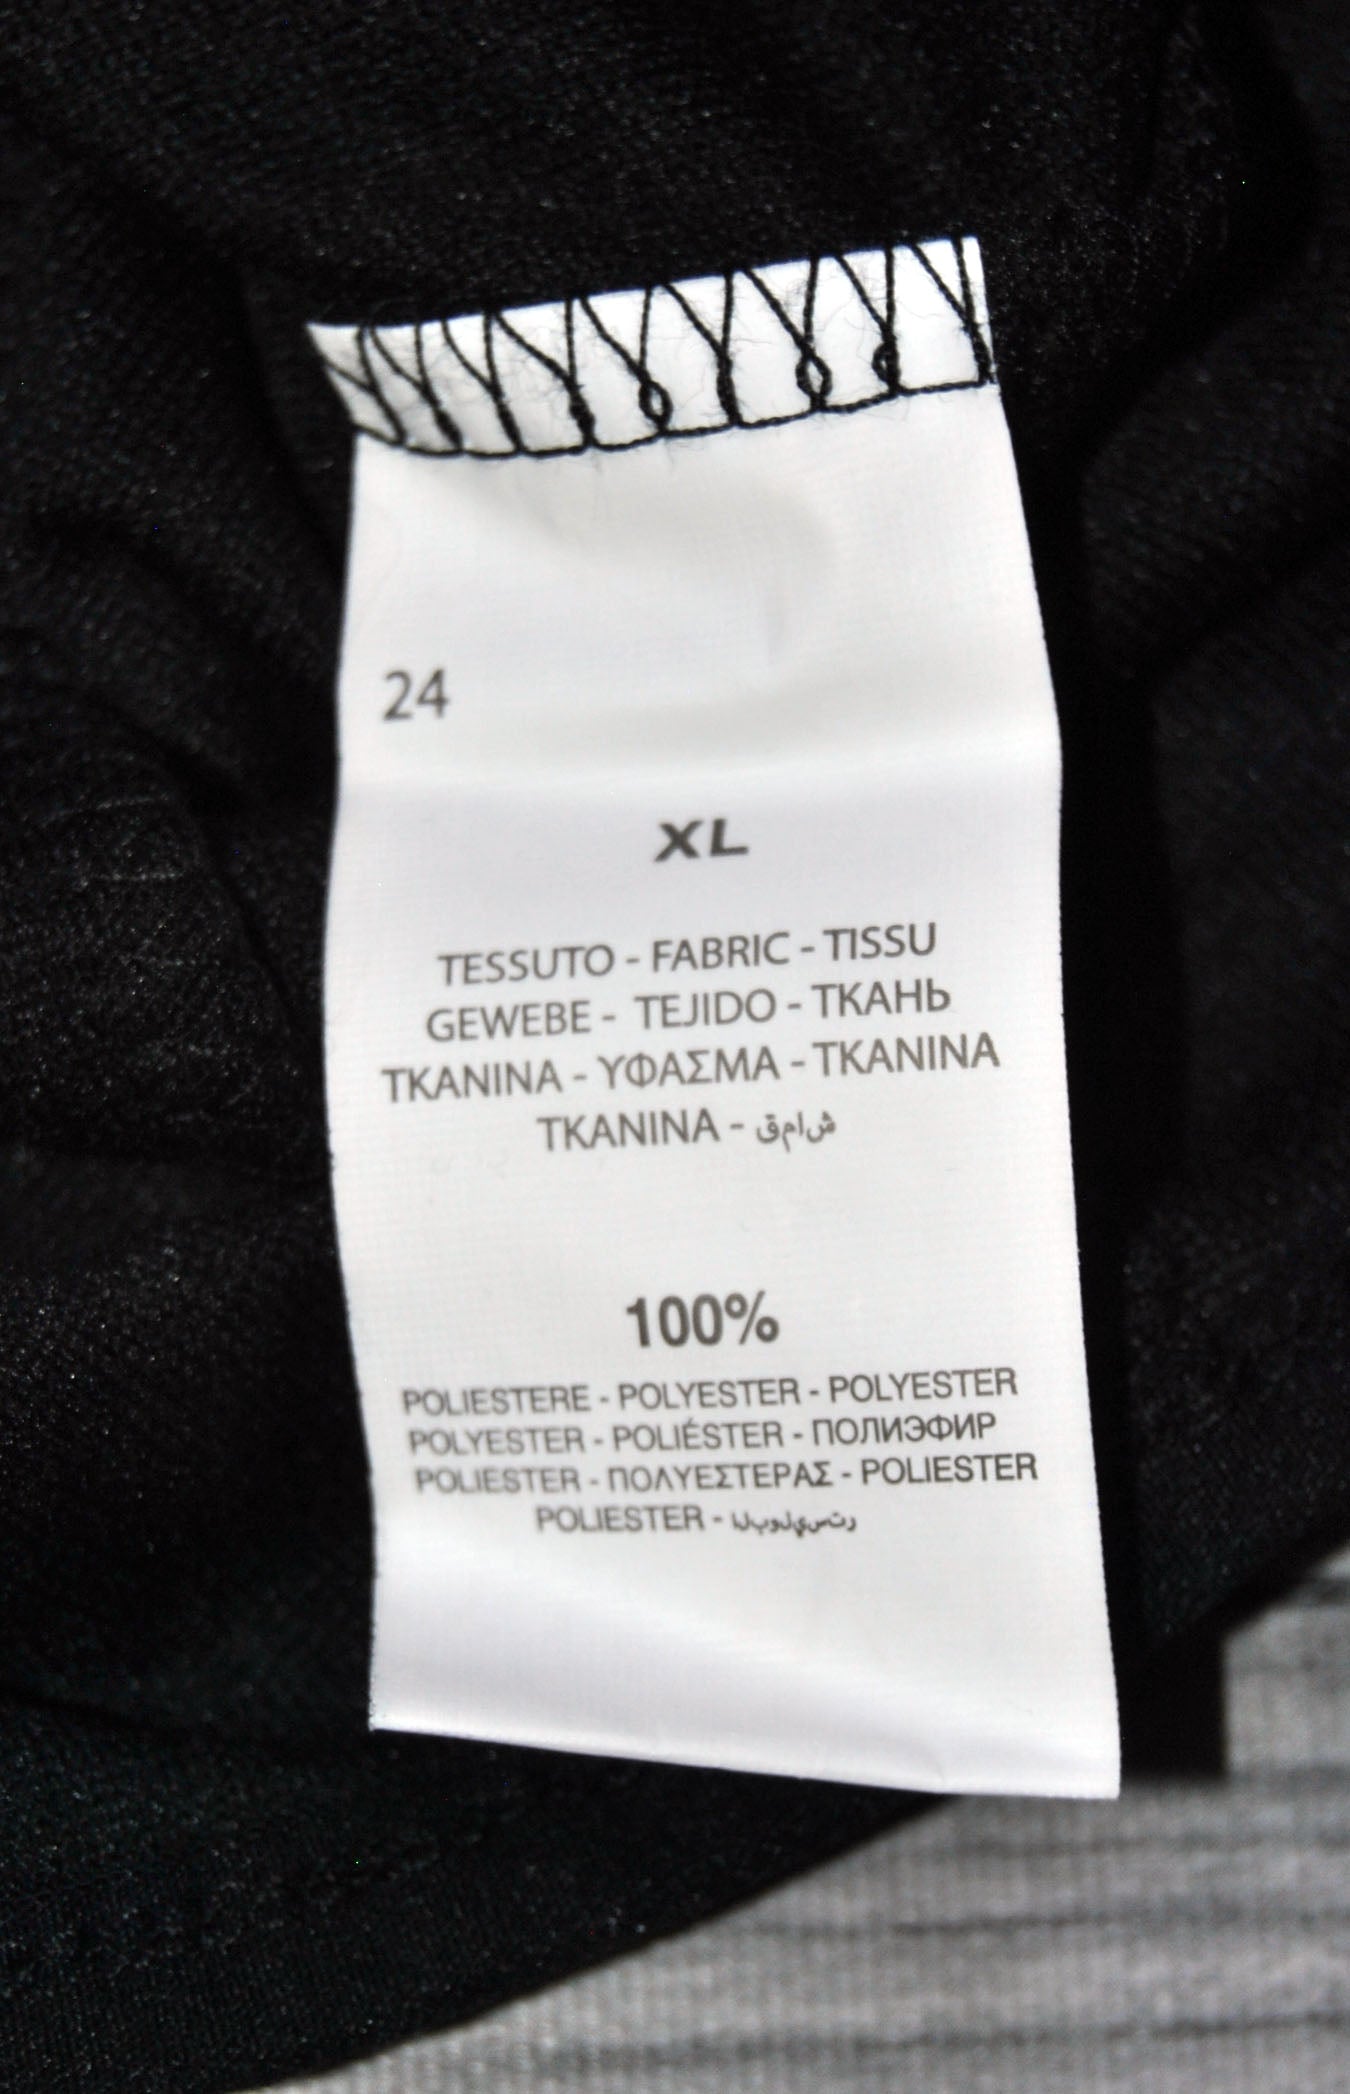 24
XL
TESSUTO - FABRIC - TISSU
GEWEBE - TEJIDO - ТКАНЬ
TKANINA - ΥΦΑΣΜΑ - TKANINA
TKANINA - قماش
100%
POLIESTERE - POLYESTER - POLYESTER
POLYESTER - POLIÉSTER - ПОЛИЭФИР
POLIESTER - ΠΟΛΥΕΣΤΕΡΑΣ - POLIESTER
POLIESTER - البوليستر